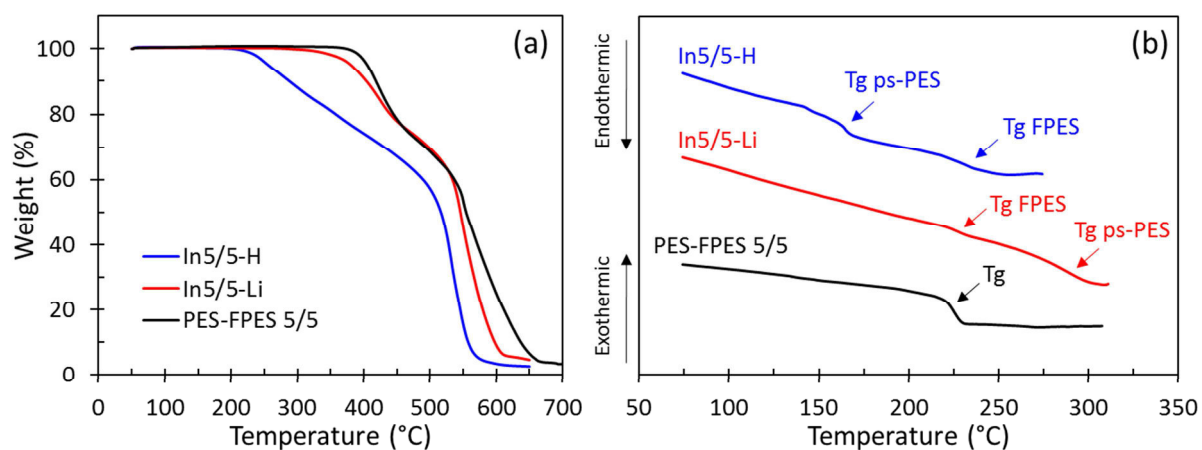 (a)
Weight (%)
100
80
60
40
20
0
In5/5-H
In5/5-Li
PES-FPES 5/5
0 100 200 300 400 500 600 700
Temperature (°C)
(b)
Endothermic
Exothermic
In5/5-H
Tg ps-PES
Tg FPES
In5/5-Li
Tg FPES
Tg ps-PES
PES-FPES 5/5
Tg
50 100 150 200 250 300 350
Temperature (°C)